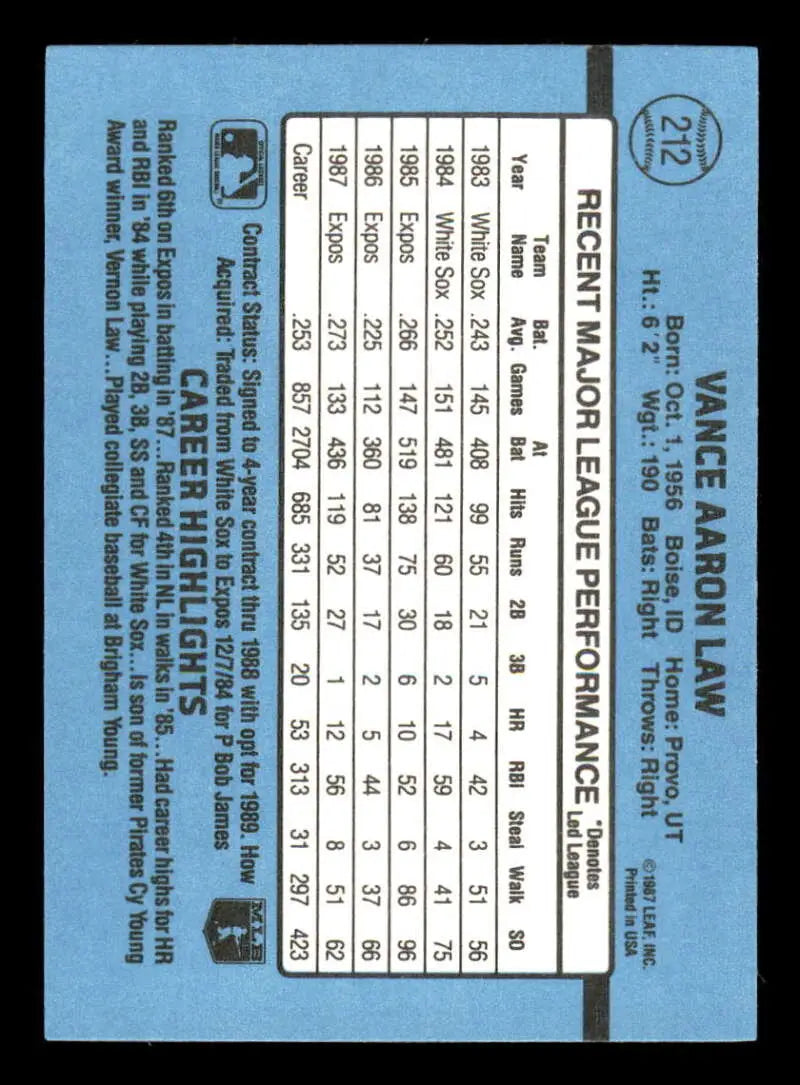 212
VANCE AARON LAW
Born: Oct. 1, 1956 Boise, ID Home: Provo, UT
Ht.: 6'2" Wgt.: 190 Bats: Right Throws: Right
© 1987 LEAF, INC.
Printed in USA
RECENT MAJOR LEAGUE PERFORMANCE *Denotes
Led League
Team Bat. At
Year Name Avg. Games Bat Hits Runs 2B 3B HR RBI Steal Walk SO
1983 White Sox .243 145 408 99 55 21 5 4 42 3 51 56
1984 White Sox .252 151 481 121 60 18 2 17 59 4 41 75
1985 Expos .266 147 519 138 75 30 6 10 52 6 86 96
1986 Expos .225 112 360 81 37 17 2 5 44 3 37 66
1987 Expos .273 133 436 119 52 27 1 12 56 8 51 62
Career .253 857 2704 685 331 135 20 53 313 31 297 423
Contract Status: Signed to 4-year contract thru 1988 with opt for 1989. How
Acquired: Traded from White Sox to Expos 12/7/84 for P Bob James
MLB
CAREER HIGHLIGHTS
Ranked 6th on Expos in batting in '87...Ranked 4th in NL in walks in '85...Had career highs for HR
and RBI in '84 while playing 2B, 3B, SS and CF for White Sox...Is son of former Pirates Cy Young
Award winner, Vernon Law...Played collegiate baseball at Brigham Young.